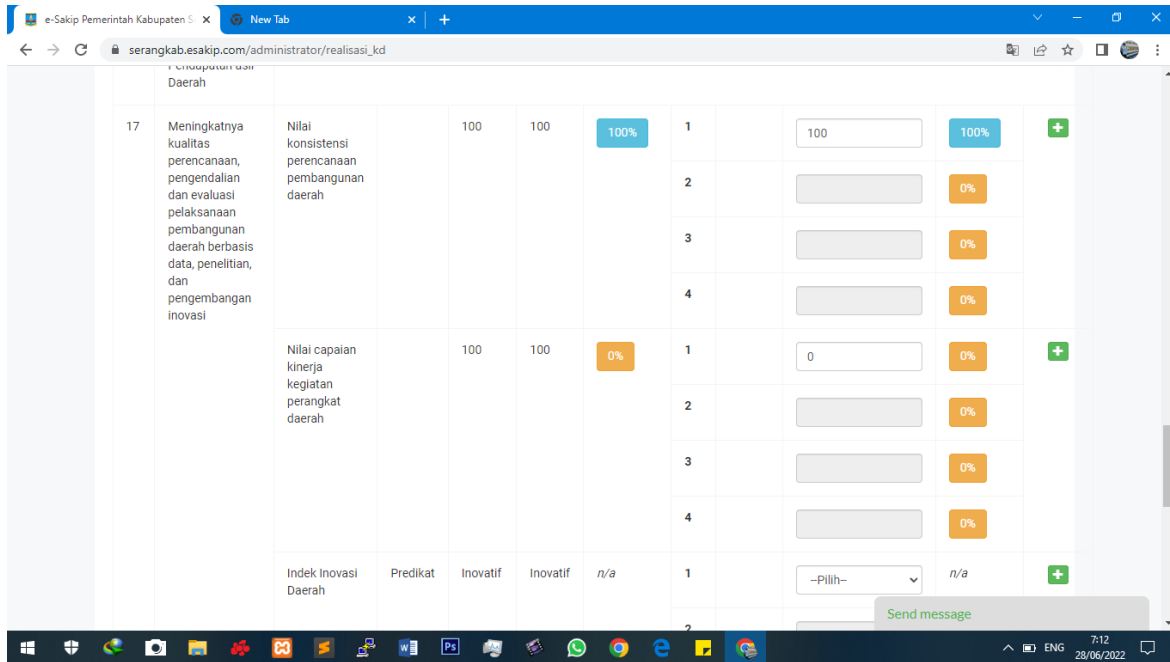 e-Sakip Pemerintah Kabupaten S
New Tab
serangkab.esakip.com/administrator/realisasi_kd
Pendapatan asli
Daerah
17
Meningkatnya
kualitas
perencanaan,
pengendalian
dan evaluasi
pelaksanaan
pembangunan
daerah berbasis
data, penelitian,
dan
pengembangan
inovasi
Nilai
konsistensi
perencanaan
pembangunan
daerah
100 100 100% 1 100 100%
2 0%
3 0%
4 0%
Nilai capaian
kinerja
kegiatan
perangkat
daerah
100 100 0% 1 0 0%
2 0%
3 0%
4 0%
Indek Inovasi
Daerah
Predikat Inovatif Inovatif n/a 1 --Pilih-- n/a
2
Send message
Ps
ENG
7:12
28/06/2022